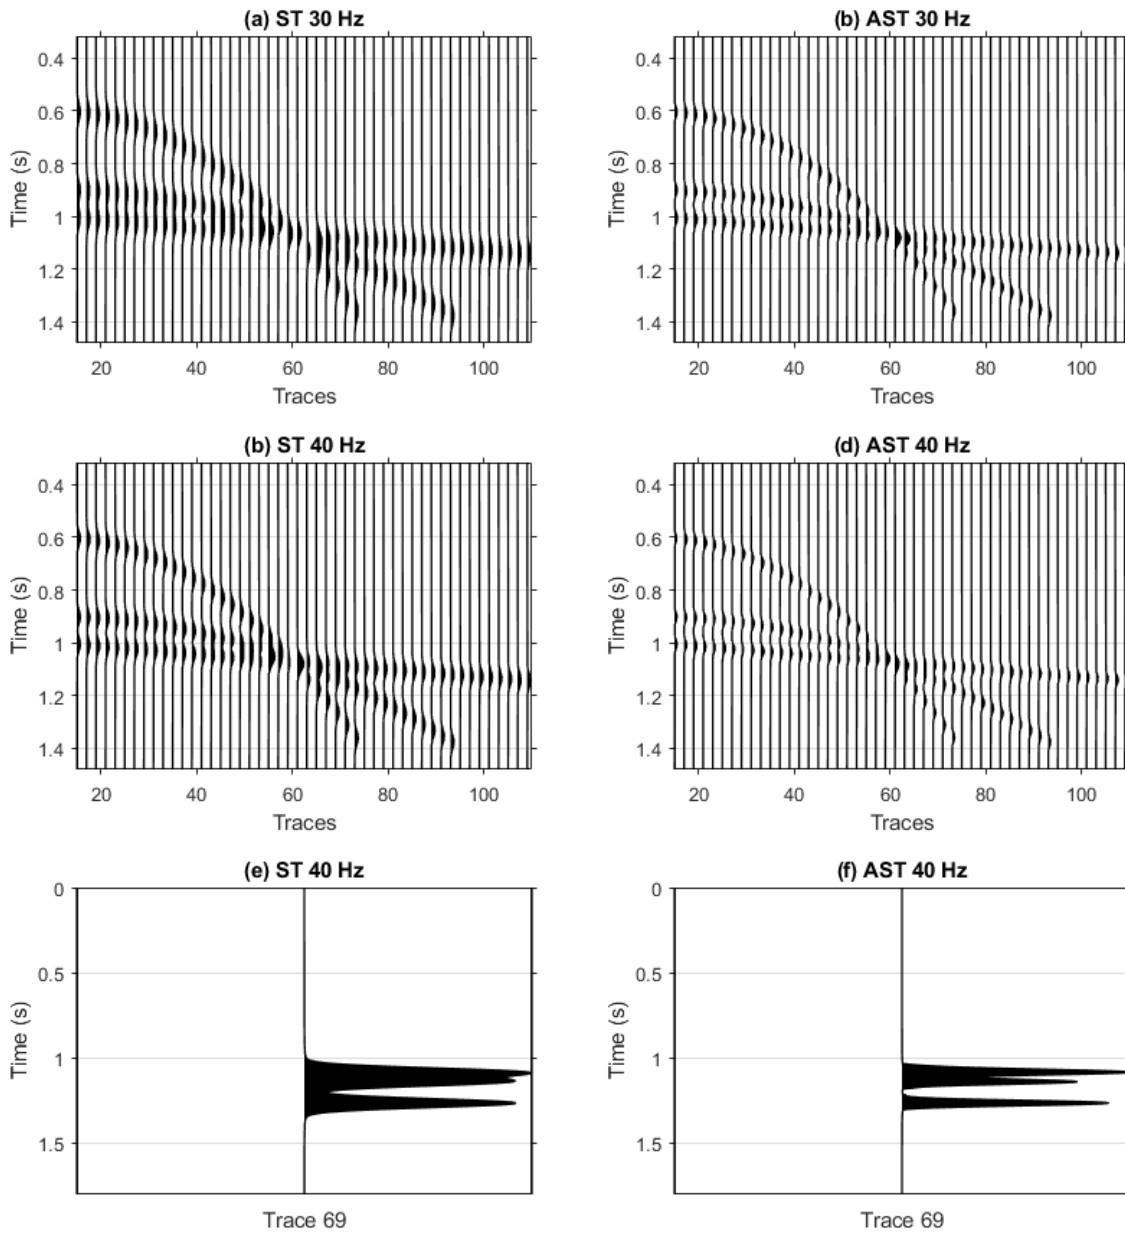 (a) ST 30 Hz
0.4
0.6
0.8
1
1.2
1.4
Time (s)
20 40 60 80 100
Traces
(b) AST 30 Hz
0.4
0.6
0.8
1
1.2
1.4
Time (s)
20 40 60 80 100
Traces
(b) ST 40 Hz
0.4
0.6
0.8
1
1.2
1.4
Time (s)
20 40 60 80 100
Traces
(d) AST 40 Hz
0.4
0.6
0.8
1
1.2
1.4
Time (s)
20 40 60 80 100
Traces
(e) ST 40 Hz
0
0.5
1
1.5
Time (s)
Trace 69
(f) AST 40 Hz
0
0.5
1
1.5
Time (s)
Trace 69